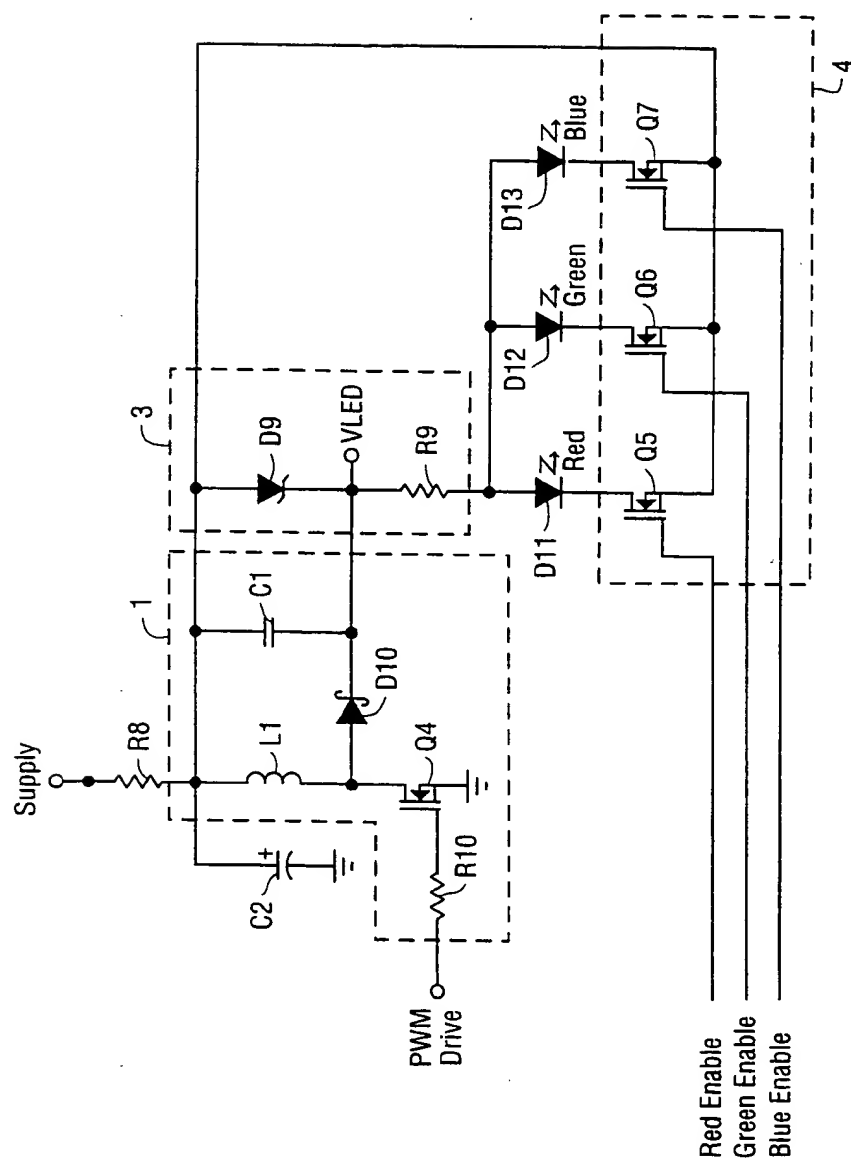 Supply
R8
1
3
C2
L1
C1
D9
VLED
D10
R9
Q4
R10
PWM
Drive
D11
Red
D12
Green
D13
Blue
Q5
Q6
Q7
4
Red Enable
Green Enable
Blue Enable